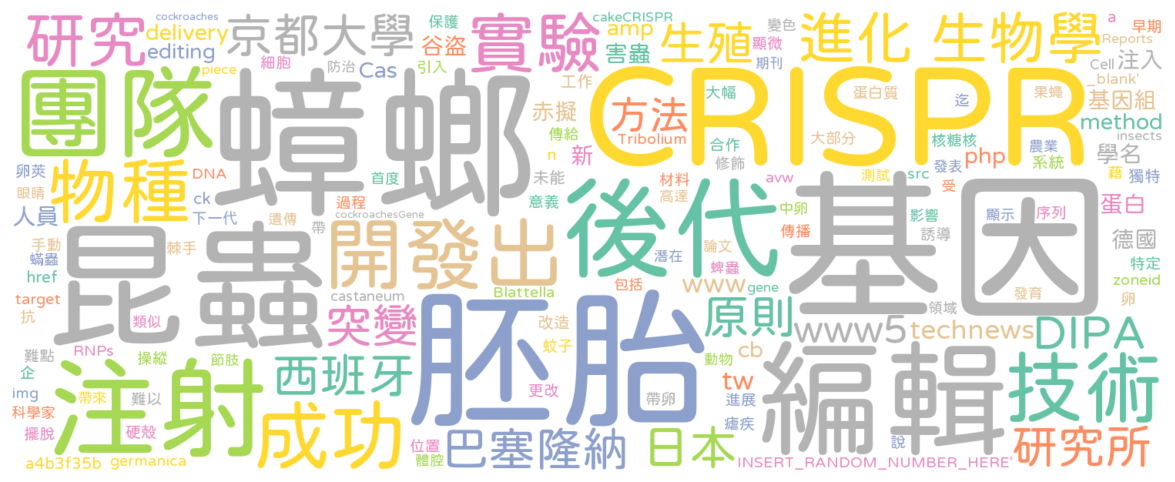 cockroaches
保護
cakeCRISPR
變色
a
早期
研究
delivery
京都大學
谷盜
實驗
amp
生殖
顯微
進化
生物學
Reports
editing
害蟲
期刊
Cell
注入
piece
細胞
防治
Cas
引入
工作
_blank'
團隊
蟑螂
CRISPR
大幅
蛋白質
迄
果蠅
基因組
赤擬
方法
method
傳給
Tribolium
合作
大部分
核糖核
農業
insects
卵莢
物種
DNA
首度
n
新
未能
修飾
發表
php
系統
學名
眼睛
材料
avw
高達
測試
src
受
藉
獨特
人員
ck
過程
意義
後代
基因
中卵
影響
顯示
序列
蛋白
下一代
遺傳
帶
cockroachesGene
傳播
誘導
手動
棘手
昆蟲
開發出
論文
德國
蟎蟲
潛在
蜱蟲
特定
href
Blattella
包括
www
gene
zoneid
target
類似
castaneum
胚胎
領域
發育
卵
抗
突變
改造
原則
www5
technews
DIPA
難點
RNPs
操縱
節肢
蚊子
動物
cb
編輯
企
注射
西班牙
更改
帶卵
tw
進展
技術
img
帶來
難以
瘧疾
科學家
擺脫
硬殼
成功
位置
巴塞隆納
日本
說
研究所
a4b3f35b
germanica
體腔
INSERT_RANDOM_NUMBER_HERE'